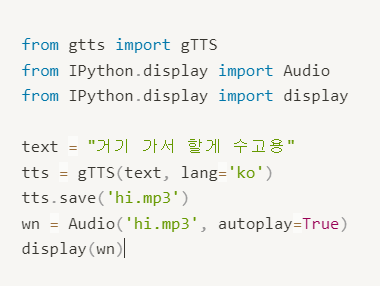 from gtts import gTTS
from IPython.display import Audio
from IPython.display import display
text = "거기 가서 할게 수고용"
tts = gTTS(text, lang='ko')
tts.save('hi.mp3')
wn = Audio('hi.mp3', autoplay=True)
display(wn)